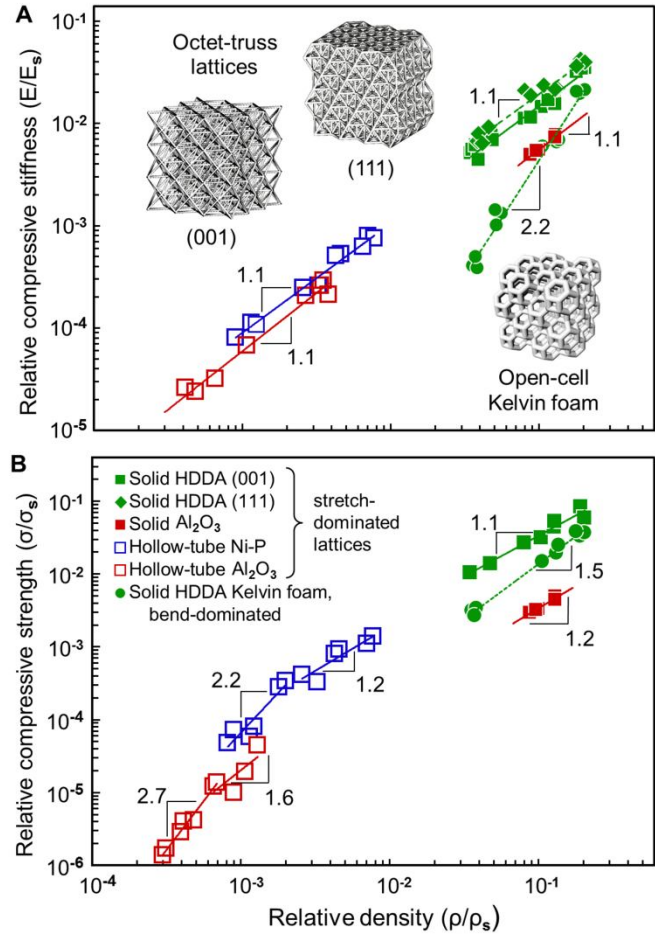 A
Relative compressive stiffness (E/Eₛ)
10⁻¹
10⁻²
10⁻³
10⁻⁴
10⁻⁵
Octet-truss
lattices
(001)
(111)
1.1
1.1
2.2
1.1
1.1
Open-cell
Kelvin foam
B
Relative compressive strength (σ/σₛ)
10⁻¹
10⁻²
10⁻³
10⁻⁴
10⁻⁵
10⁻⁶
Solid HDDA (001)
Solid HDDA (111)
Solid Al₂O₃
Hollow-tube Ni-P
Hollow-tube Al₂O₃
Solid HDDA Kelvin foam,
bend-dominated
stretch-
dominated
lattices
1.1
1.5
1.2
2.2
1.2
2.7
1.6
10⁻⁴
10⁻³
10⁻²
10⁻¹
Relative density (ρ/ρₛ)